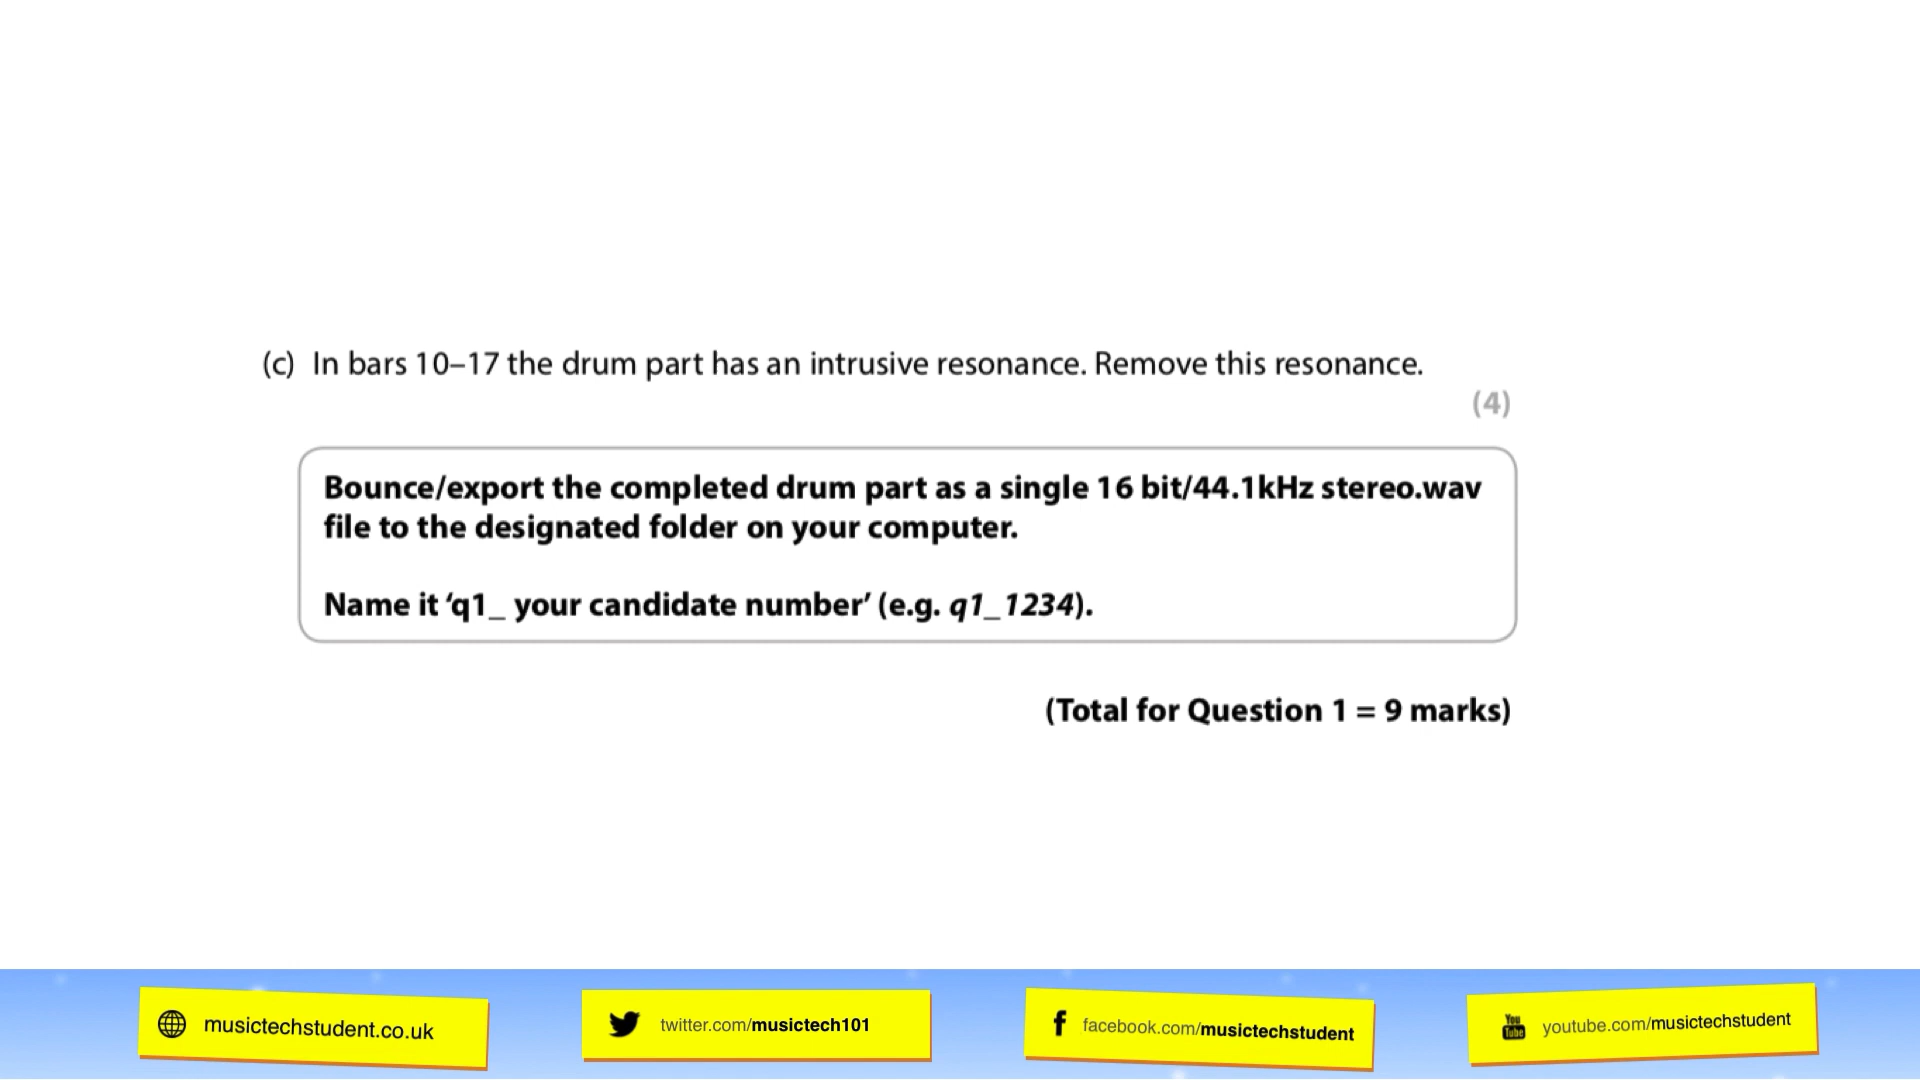 (c) In bars 10–17 the drum part has an intrusive resonance. Remove this resonance.
(4)
Bounce/export the completed drum part as a single 16 bit/44.1kHz stereo.wav
file to the designated folder on your computer.
Name it ‘q1_ your candidate number’ (e.g. q1_1234).
(Total for Question 1 = 9 marks)
musictechstudent.co.uk
twitter.com/musictech101
f facebook.com/musictechstudent
You Tube youtube.com/musictechstudent